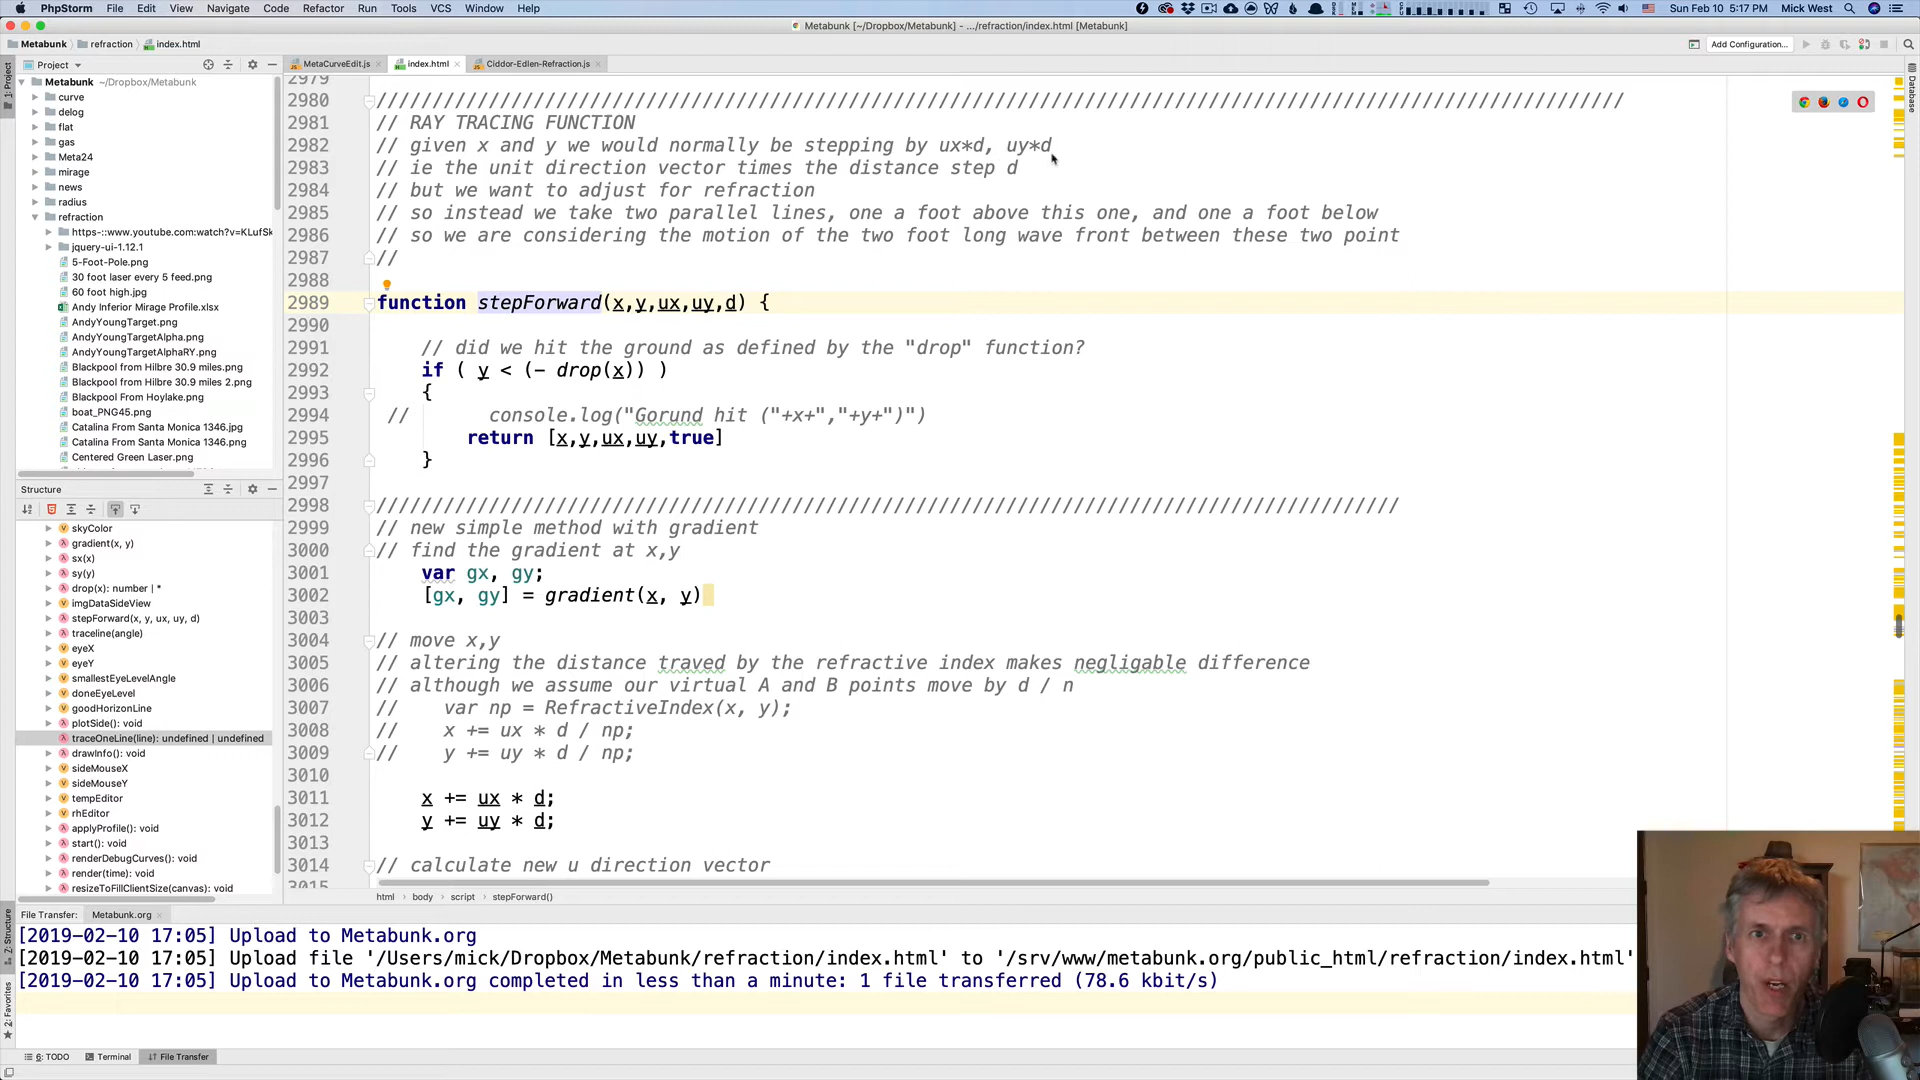 PhpStorm File Edit View Navigate Code Refactor Run Tools VCS Window Help
Sun Feb 10 5:17 PM Mick West
Metabunk [~/Dropbox/Metabunk] - .../refraction/index.html [Metabunk]
Metabunk refraction index.html
Add Configuration...
Project
MetaCurveEdit.js index.html Ciddor-Edlen-Refraction.js
1: Project
Database
Metabunk ~/Dropbox/Metabunk
curve
delog
flat
gas
Meta24
mirage
news
radius
refraction
https-::www.youtube.com:watch?v=KLufSk
jquery-ui-1.12.1
5-Foot-Pole.png
30 foot laser every 5 feed.png
60 foot high.jpg
Andy Inferior Mirage Profile.xlsx
AndyYoungTarget.png
AndyYoungTargetAlpha.png
AndyYoungTargetAlphaRY.png
Blackpool from Hilbre 30.9 miles.png
Blackpool from Hilbre 30.9 miles 2.png
Blackpool From Hoylake.png
boat_PNG45.png
Catalina From Santa Monica 1346.jpg
Catalina From Santa Monica 1346.png
Centered Green Laser.png
Structure
skyColor
gradient(x, y)
sx(x)
sy(y)
drop(x): number | *
imgDataSideView
stepForward(x, y, ux, uy, d)
traceline(angle)
eyeX
eyeY
smallestEyeLevelAngle
doneEyeLevel
goodHorizonLine
plotSide(): void
traceOneLine(line): undefined | undefined
drawInfo(): void
sideMouseX
sideMouseY
tempEditor
rhEditor
applyProfile(): void
start(): void
renderDebugCurves(): void
render(time): void
resizeToFillClientSize(canvas): void
2979
2980 ///////////////////////////////////////////////////////////////////////////////////////////////////////////////
2981 // RAY TRACING FUNCTION
2982 // given x and y we would normally be stepping by ux*d, uy*d
2983 // ie the unit direction vector times the distance step d
2984 // but we want to adjust for refraction
2985 // so instead we take two parallel lines, one a foot above this one, and one a foot below
2986 // so we are considering the motion of the two foot long wave front between these two point
2987 //
2988
2989 function stepForward(x,y,ux,uy,d) {
2990
2991 // did we hit the ground as defined by the "drop" function?
2992 if ( y < (- drop(x)) )
2993 {
2994 // console.log("Gorund hit ("+x+","+y+")")
2995 return [x,y,ux,uy,true]
2996 }
2997
2998 ///////////////////////////////////////////////////////////////////////////////////////////
2999 // new simple method with gradient
3000 // find the gradient at x,y
3001 var gx, gy;
3002 [gx, gy] = gradient(x, y)
3003
3004 // move x,y
3005 // altering the distance traved by the refractive index makes negligable difference
3006 // although we assume our virtual A and B points move by d / n
3007 // var np = RefractiveIndex(x, y);
3008 // x += ux * d / np;
3009 // y += uy * d / np;
3010
3011 x += ux * d;
3012 y += uy * d;
3013
3014 // calculate new u direction vector
3015
html body script stepForward()
File Transfer: Metabunk.org
[2019-02-10 17:05] Upload to Metabunk.org
[2019-02-10 17:05] Upload file '/Users/mick/Dropbox/Metabunk/refraction/index.html' to '/srv/www/metabunk.org/public_html/refraction/index.html'
[2019-02-10 17:05] Upload to Metabunk.org completed in less than a minute: 1 file transferred (78.6 kbit/s)
Z: Structure
2: Favorites
6: TODO Terminal File Transfer